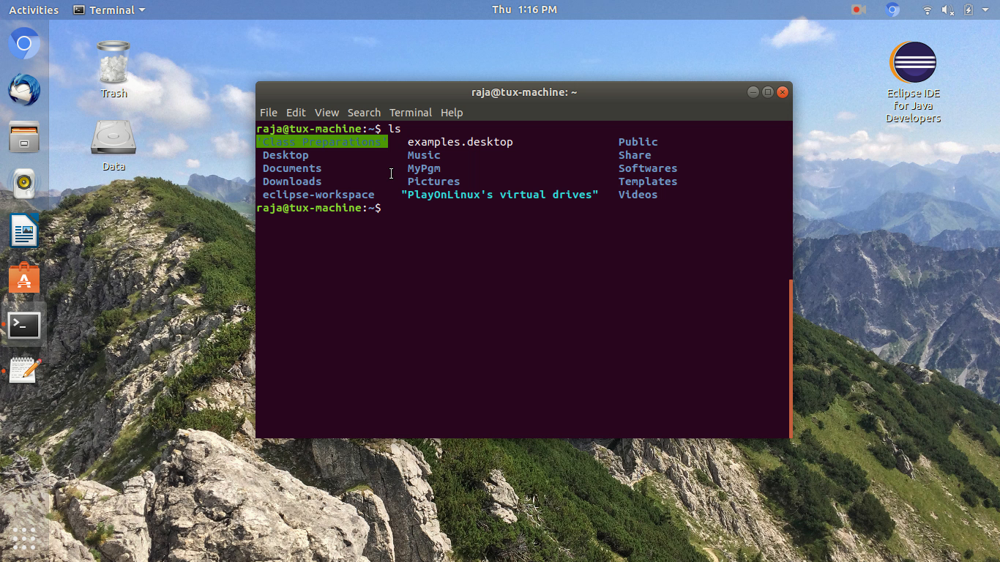 Activities Terminal Thu 1:16 PM
Trash
Data
Eclipse IDE
for Java
Developers
raja@tux-machine: ~
File Edit View Search Terminal Help
raja@tux-machine:~$ ls
'Class Preparations' examples.desktop Public
Desktop Music Share
Documents MyPgm Softwares
Downloads Pictures Templates
eclipse-workspace "PlayOnLinux's virtual drives" Videos
raja@tux-machine:~$